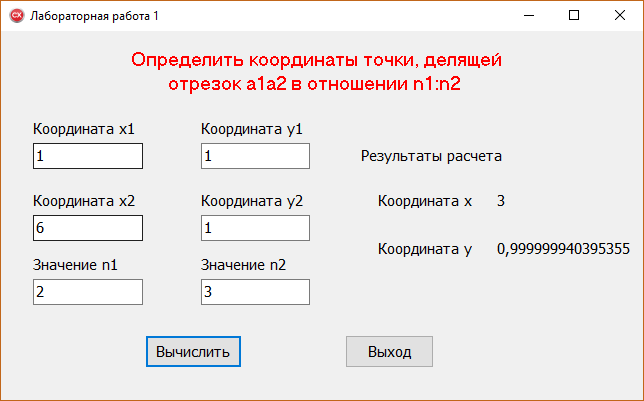 Лабораторная работа 1
Определить координаты точки, делящей
отрезок a1a2 в отношении n1:n2
Координата x1
Координата y1
1
1
Результаты расчета
Координата x2
Координата y2
Координата x
3
6
1
Координата y
0,999999940395355
Значение n1
Значение n2
2
3
Вычислить
Выход